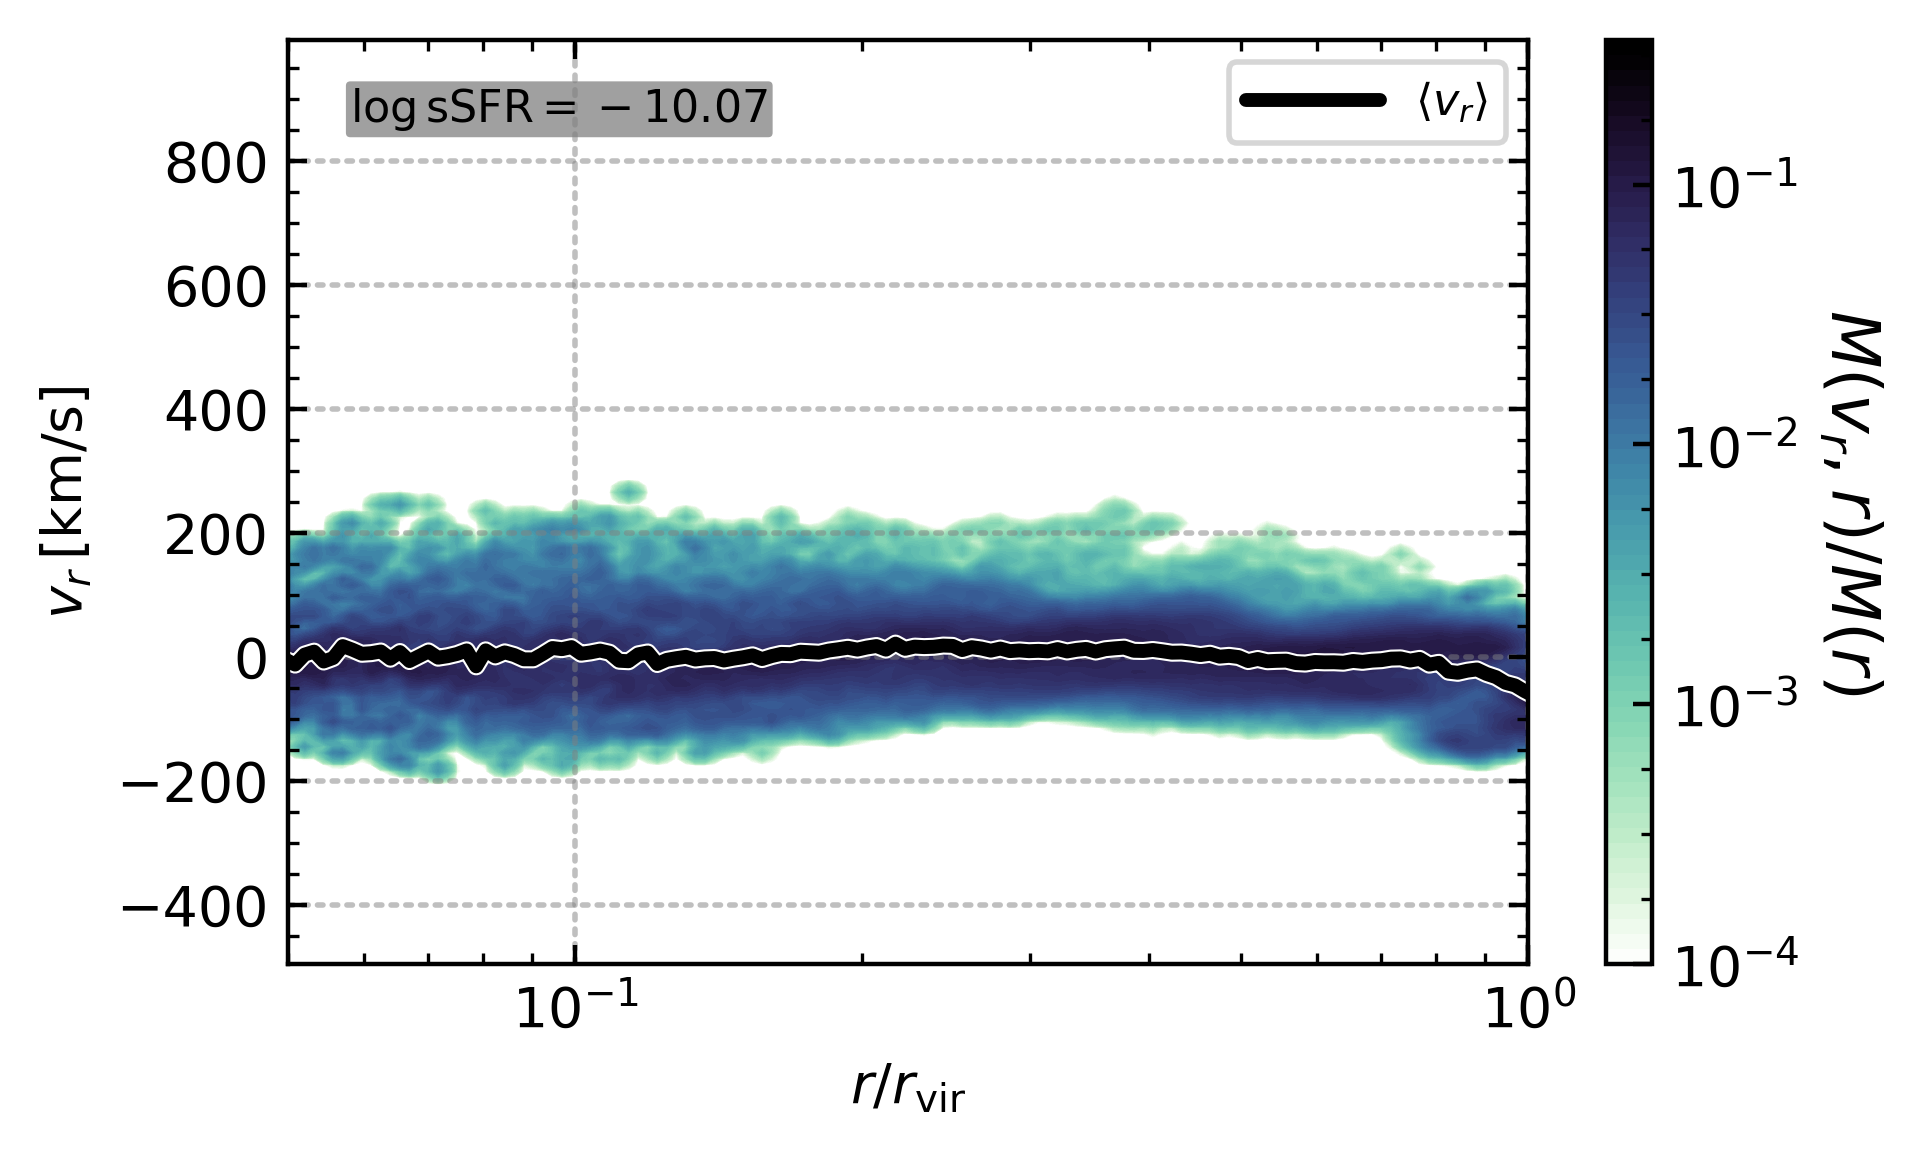 log sSFR = −10.07
⟨v_r⟩
800
600
400
200
0
−200
−400
v_r [km/s]
10^−1
10^0
r/r_vir
10^−1
10^−2
10^−3
10^−4
M(v_r, r)/M(r)